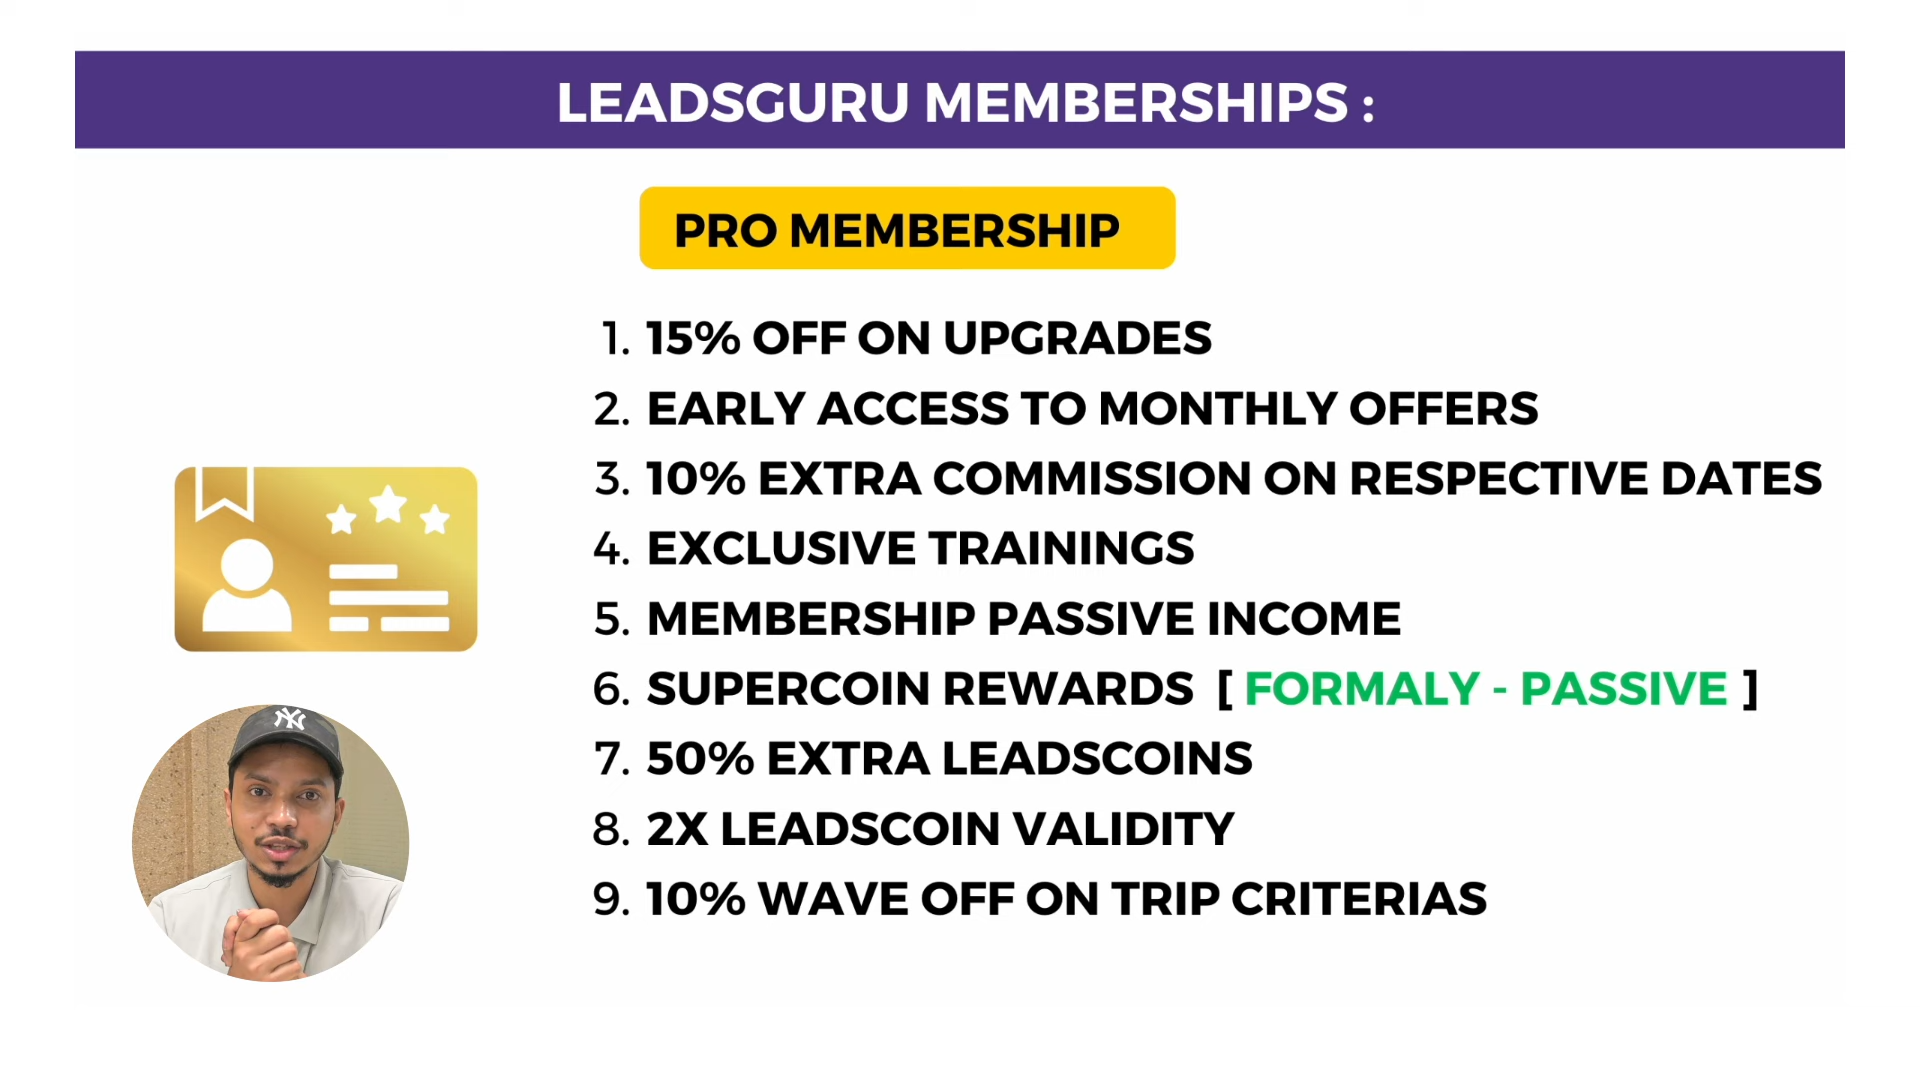 LEADSGURU MEMBERSHIPS :
PRO MEMBERSHIP
1. 15% OFF ON UPGRADES
2. EARLY ACCESS TO MONTHLY OFFERS
3. 10% EXTRA COMMISSION ON RESPECTIVE DATES
4. EXCLUSIVE TRAININGS
5. MEMBERSHIP PASSIVE INCOME
6. SUPERCOIN REWARDS [ FORMALY - PASSIVE ]
7. 50% EXTRA LEADSCOINS
8. 2X LEADSCOIN VALIDITY
9. 10% WAVE OFF ON TRIP CRITERIAS
NY